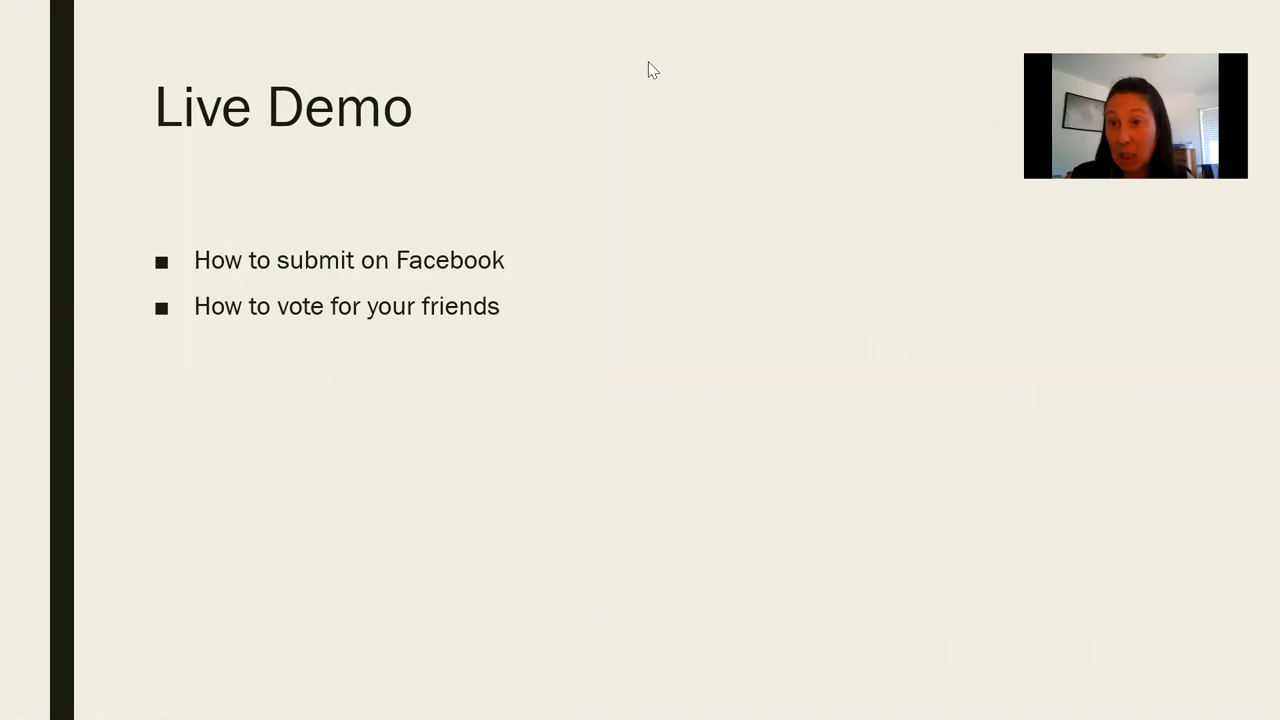 Live Demo
■ How to submit on Facebook
■ How to vote for your friends